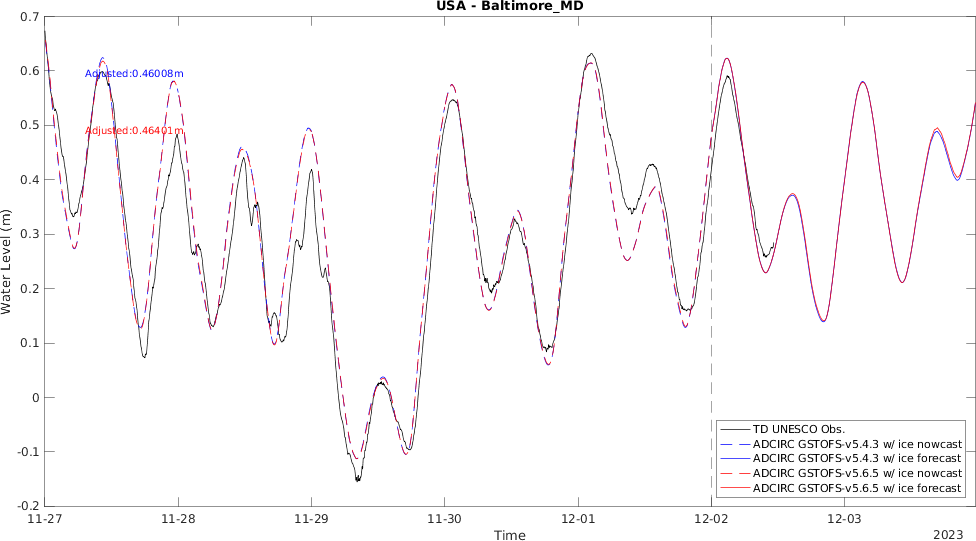 USA - Baltimore_MD
0.7
0.6
0.5
0.4
0.3
0.2
0.1
0
-0.1
-0.2
Water Level (m)
Adjusted:0.46008m
Adjusted:0.46401m
TD UNESCO Obs.
ADCIRC GSTOFS-v5.4.3 w/ ice nowcast
ADCIRC GSTOFS-v5.4.3 w/ ice forecast
ADCIRC GSTOFS-v5.6.5 w/ ice nowcast
ADCIRC GSTOFS-v5.6.5 w/ ice forecast
11-27 11-28 11-29 11-30 12-01 12-02 12-03
Time
2023